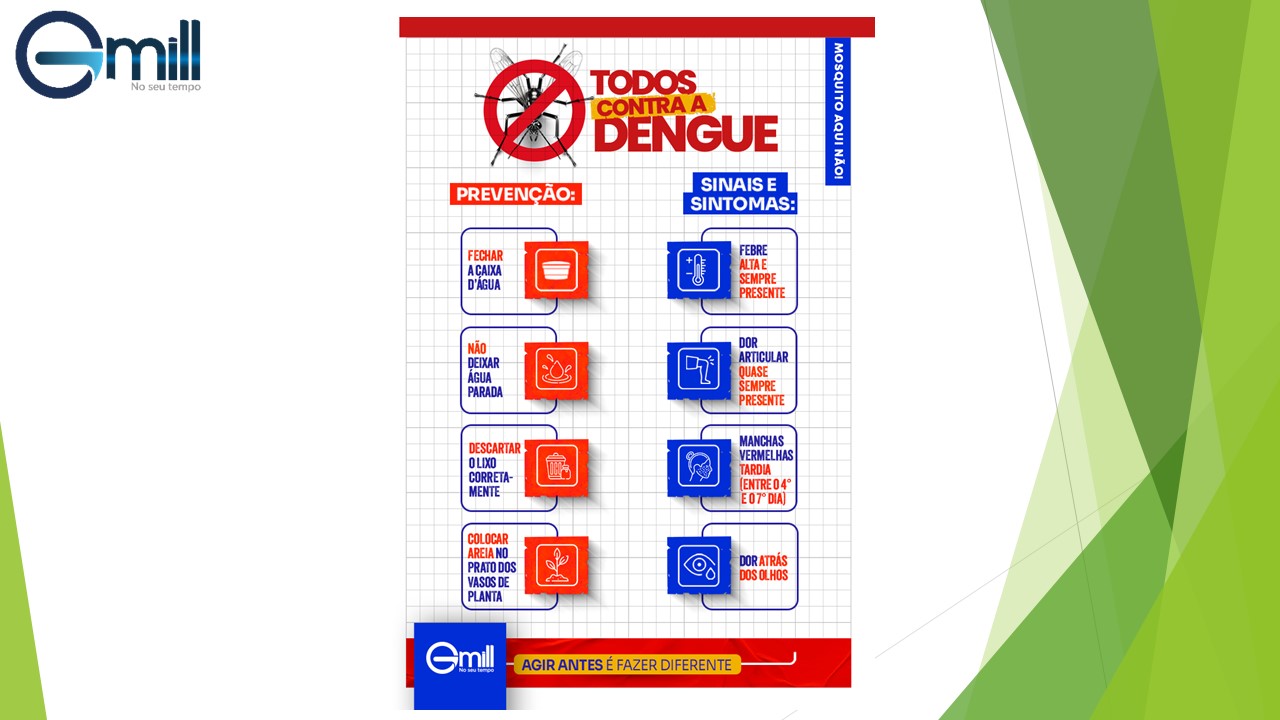 Gmill
No seu tempo
MOSQUITO AQUI NÃO!
TODOS
CONTRA A
DENGUE
PREVENÇÃO:
FECHAR
A CAIXA
D'ÁGUA
NÃO
DEIXAR
ÁGUA
PARADA
DESCARTAR
O LIXO
CORRETA-
MENTE
COLOCAR
AREIA NO
PRATO DOS
VASOS DE
PLANTA
SINAIS E
SINTOMAS:
FEBRE
ALTA E
SEMPRE
PRESENTE
DOR
ARTICULAR
QUASE
SEMPRE
PRESENTE
MANCHAS
VERMELHAS
TARDIA
(ENTRE O 4°
E O 7° DIA)
DOR ATRÁS
DOS OLHOS
Gmill
No seu tempo
AGIR ANTES É FAZER DIFERENTE